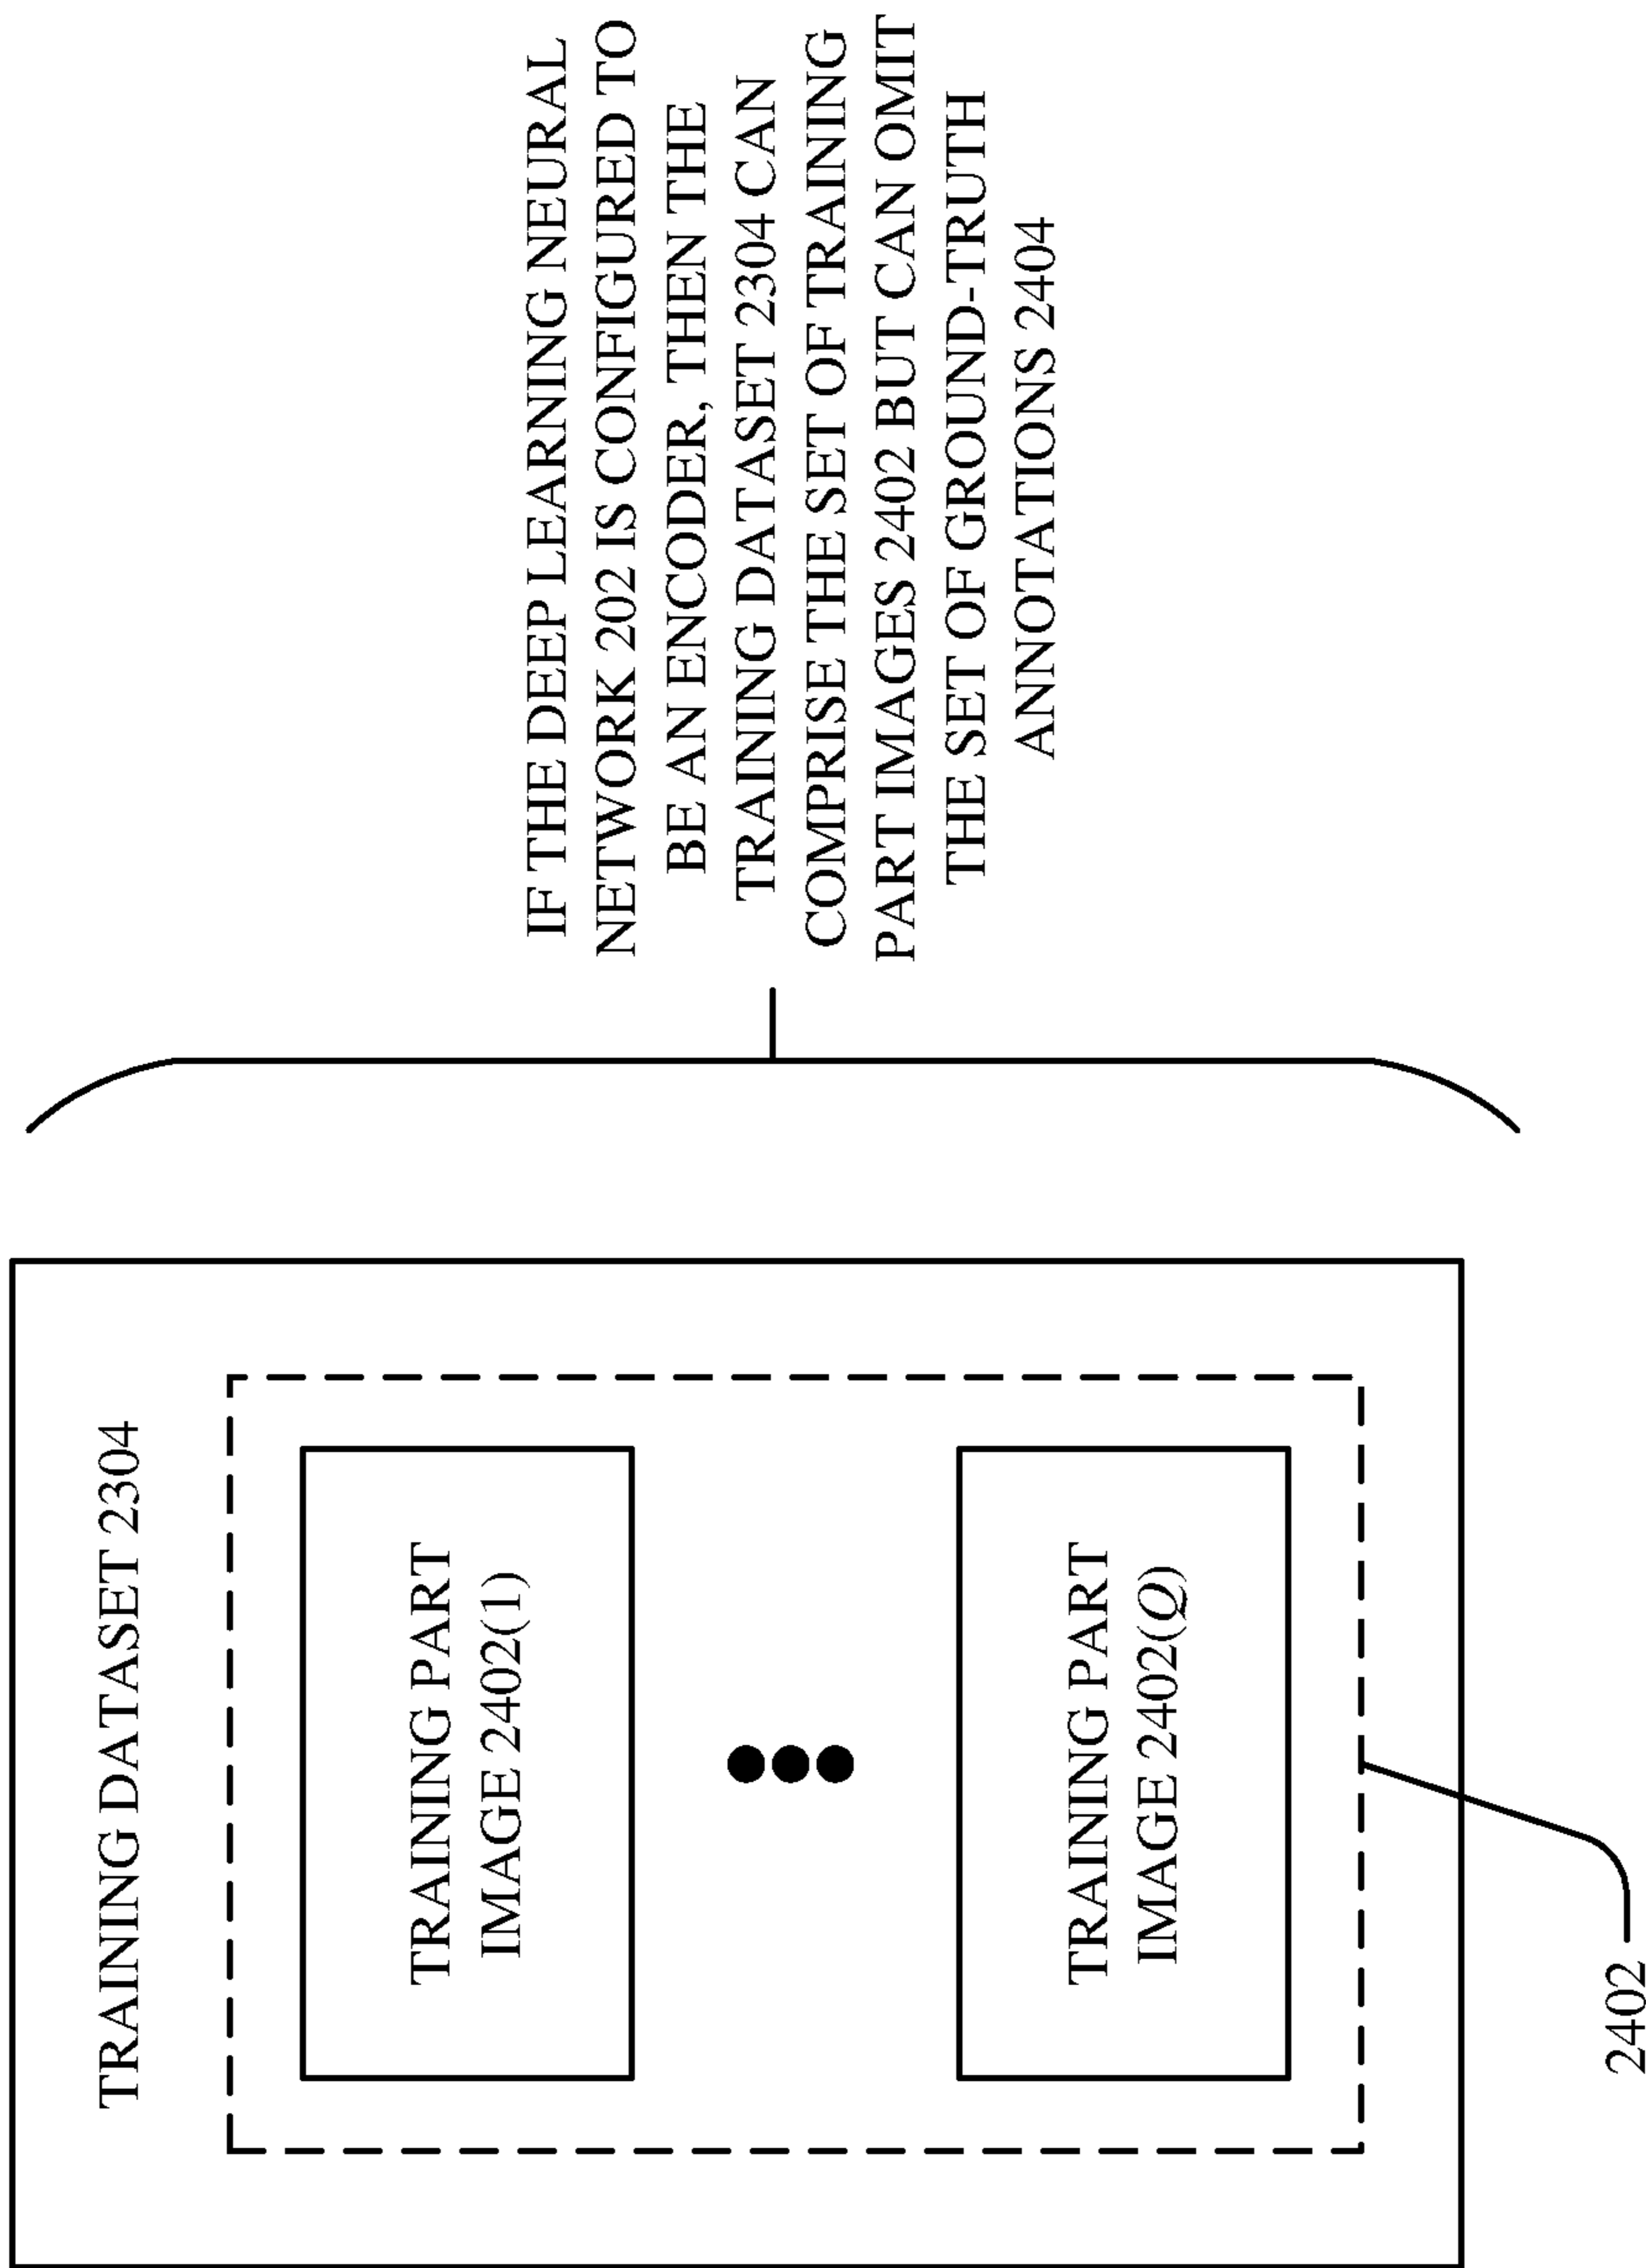 TRAINING DATASET 2304
TRAINING PART
IMAGE 2402(1)
TRAINING PART
IMAGE 2402(Q)
2402
IF THE DEEP LEARNING NEURAL
NETWORK 202 IS CONFIGURED TO
BE AN ENCODER, THEN THE
TRAINING DATASET 2304 CAN
COMPRISE THE SET OF TRAINING
PART IMAGES 2402 BUT CAN OMIT
THE SET OF GROUND-TRUTH
ANNOTATIONS 2404